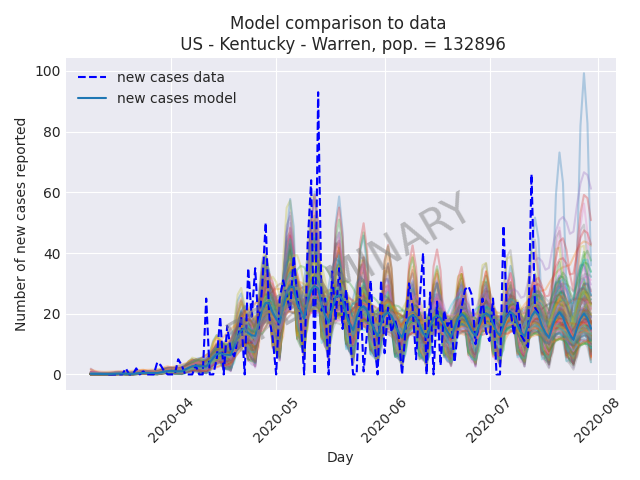 Model comparison to data
US - Kentucky - Warren, pop. = 132896
new cases data
new cases model
Number of new cases reported
100
80
60
40
20
0
2020-04
2020-05
2020-06
2020-07
2020-08
Day